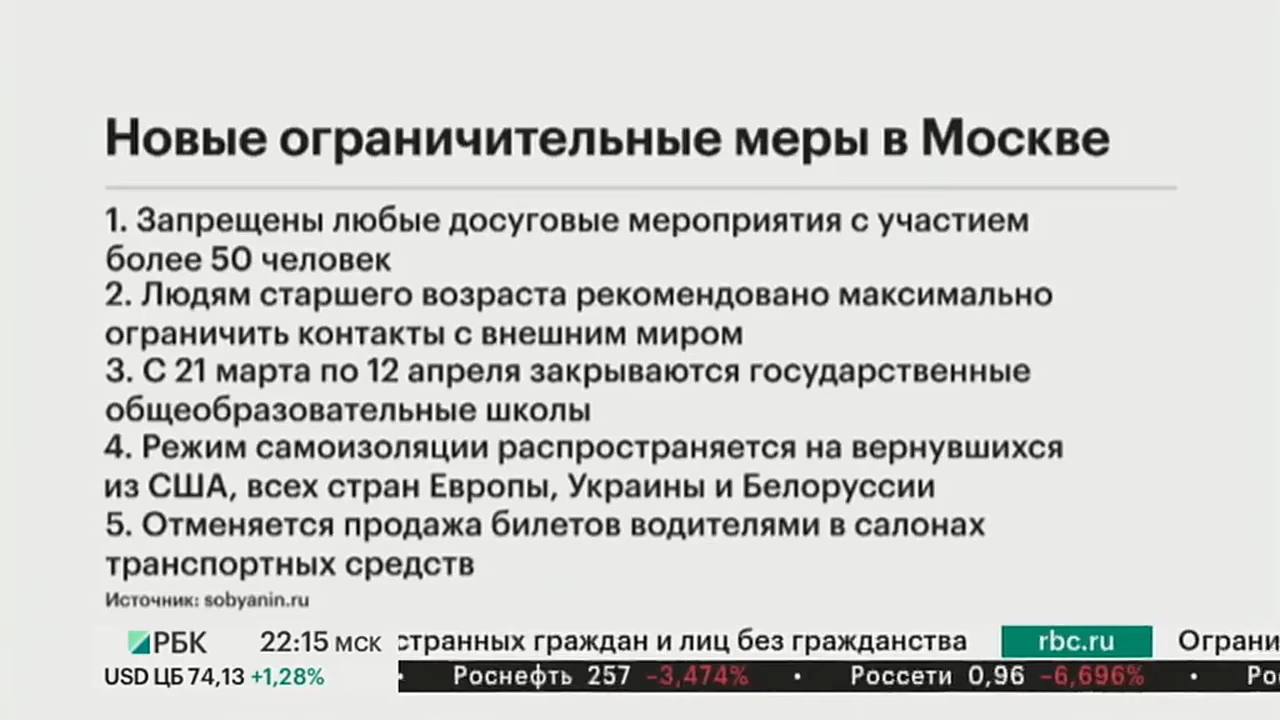 Новые ограничительные меры в Москве
1. Запрещены любые досуговые мероприятия с участием
более 50 человек
2. Людям старшего возраста рекомендовано максимально
ограничить контакты с внешним миром
3. С 21 марта по 12 апреля закрываются государственные
общеобразовательные школы
4. Режим самоизоляции распространяется на вернувшихся
из США, всех стран Европы, Украины и Белоруссии
5. Отменяется продажа билетов водителями в салонах
транспортных средств
Источник: sobyanin.ru
РБК 22:15 МСК странных граждан и лиц без гражданства rbc.ru Ограни
USD ЦБ 74,13 +1,28% • Роснефть 257 -3,474% • Россети 0,96 -6,696% • Рос